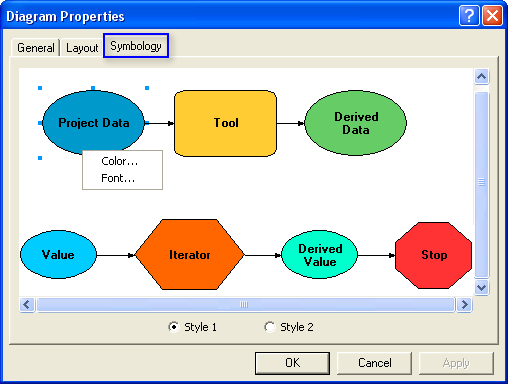 Diagram Properties
General Layout Symbology
Project Data Tool Derived
Data
Color...
Font...
Value Iterator Derived
Value Stop
Style 1 Style 2
OK Cancel Apply